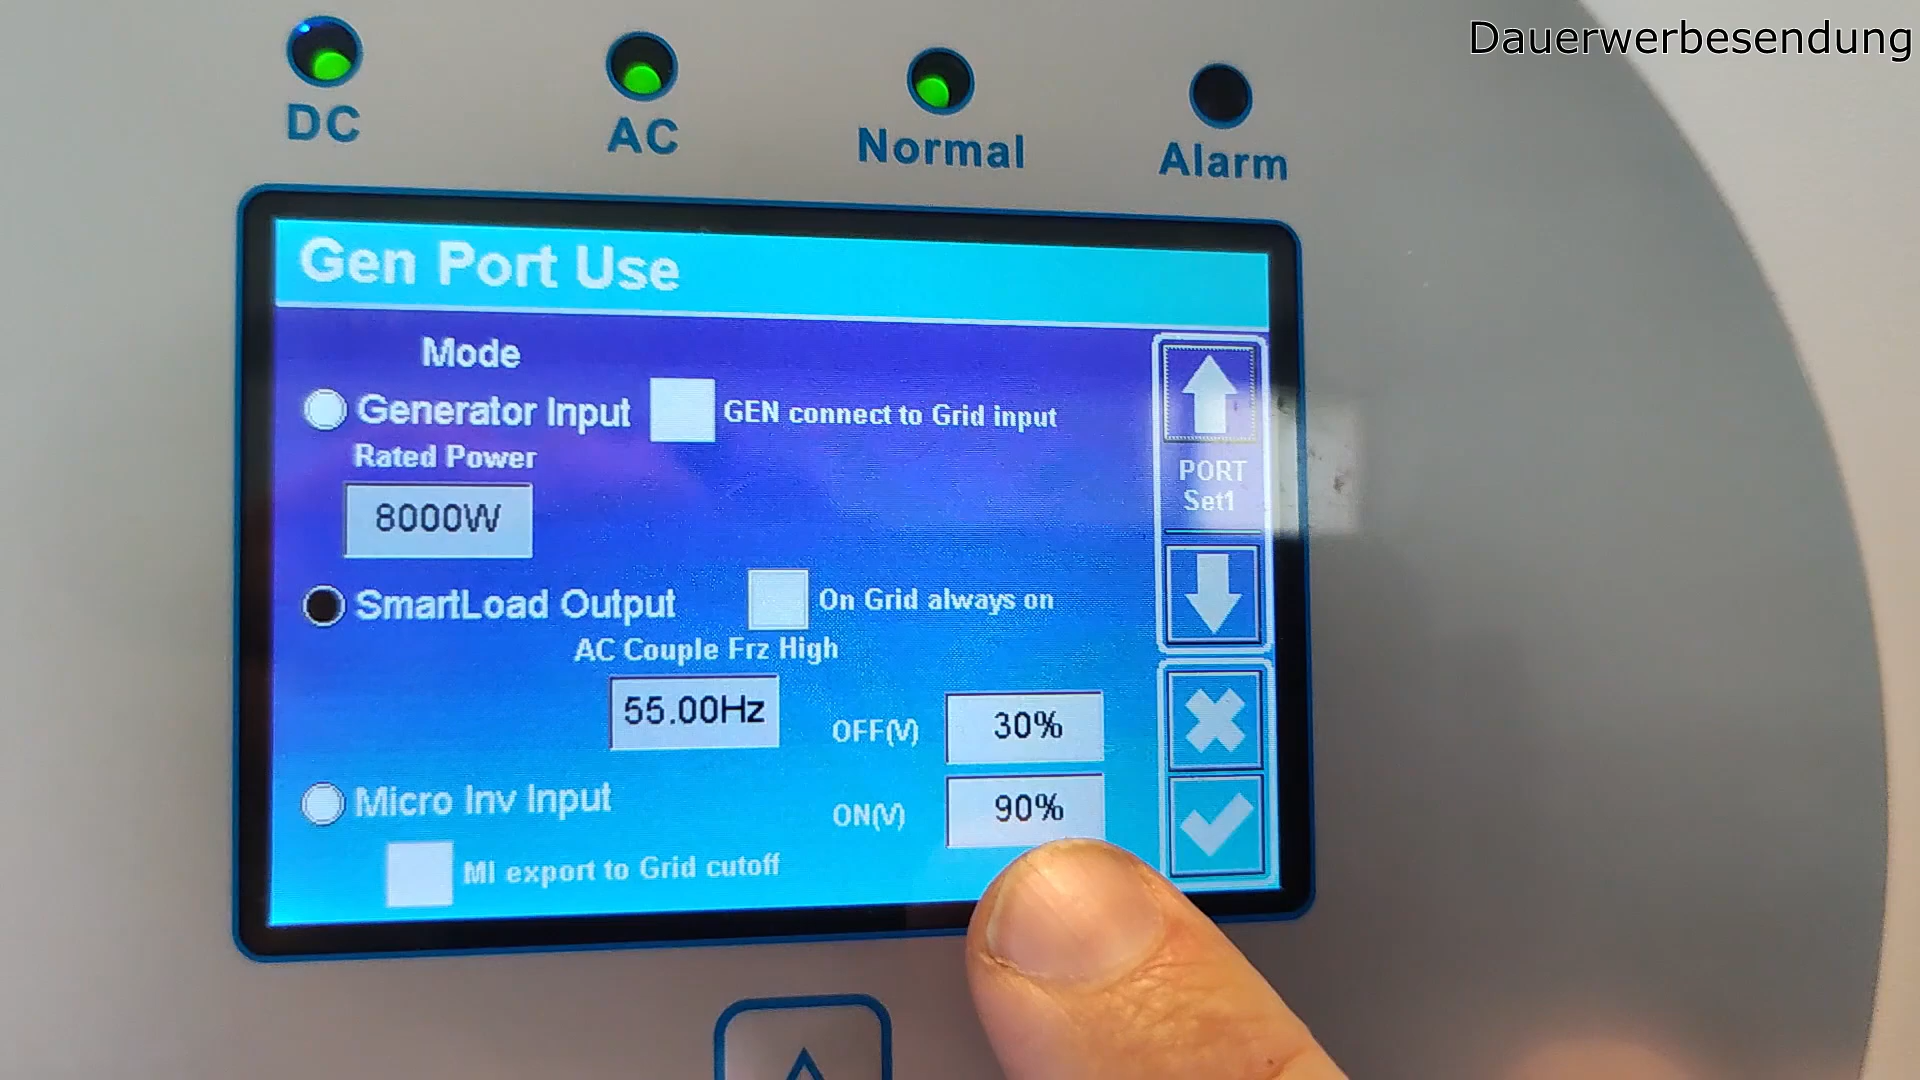 Dauerwerbesendung
DC
AC
Normal
Alarm
Gen Port Use
Mode
Generator Input
GEN connect to Grid input
Rated Power
8000W
PORT
Set1
SmartLoad Output
On Grid always on
AC Couple Frz High
55.00Hz
OFF(V)
30%
Micro Inv Input
ON(V)
90%
MI export to Grid cutoff